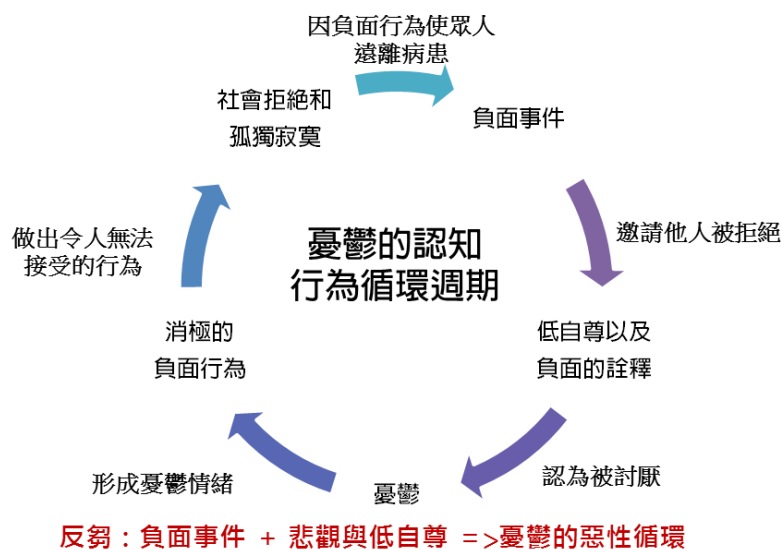 因負面行為使眾人
遠離病患
社會拒絕和
孤獨寂寞
負面事件
做出令人無法
接受的行為
憂鬱的認知
行為循環週期
邀請他人被拒絕
消極的
負面行為
低自尊以及
負面的詮釋
形成憂鬱情緒
憂鬱
認為被討厭
反芻：負面事件 + 悲觀與低自尊 =>憂鬱的惡性循環